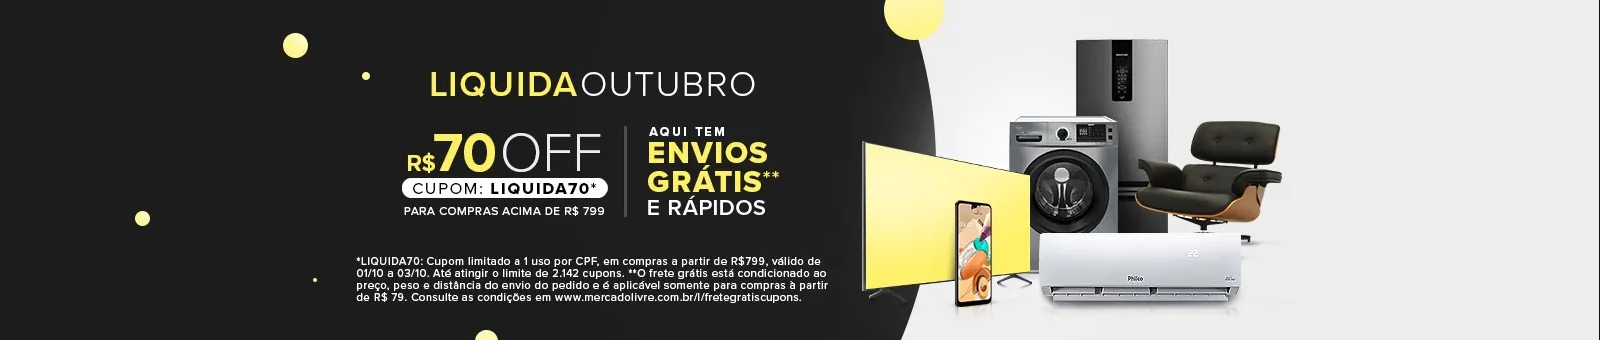 LIQUIDAOUTUBRO
R$70OFF
CUPOM: LIQUIDA70*
PARA COMPRAS ACIMA DE R$ 799
AQUI TEM
ENVIOS
GRÁTIS**
E RÁPIDOS
*LIQUIDA70: Cupom limitado a 1 uso por CPF, em compras a partir de R$799, válido de
01/10 a 03/10. Até atingir o limite de 2.142 cupons. **O frete grátis está condicionado ao
preço, peso e distância do envio do pedido e é aplicável somente para compras à partir
de R$ 79. Consulte as condições em www.mercadolivre.com.br/l/fretegratiscupons.
22
Philco